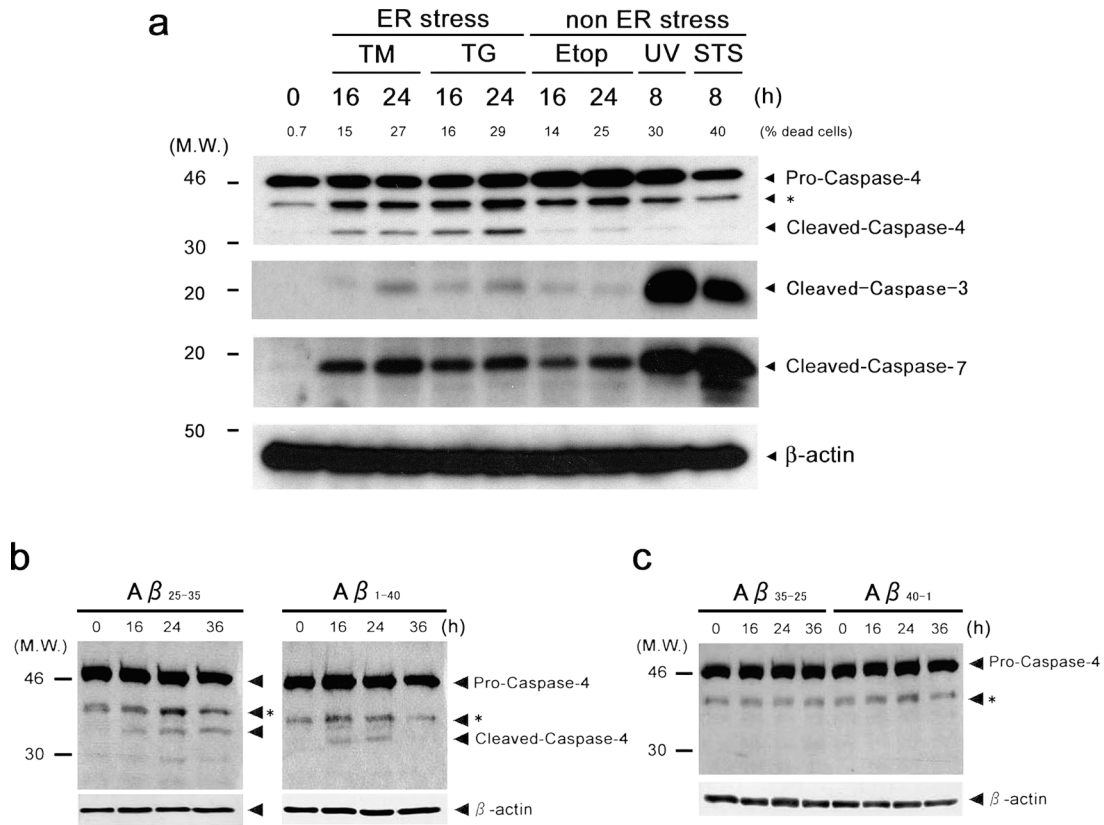 a
ER stress non ER stress
TM TG Etop UV STS
0 16 24 16 24 16 24 8 8 (h)
0.7 15 27 16 29 14 25 30 40 (% dead cells)
(M.W.)
46 Pro-Caspase-4
*
30 Cleaved-Caspase-4
20 Cleaved-Caspase-3
20 Cleaved-Caspase-7
50
β-actin
b
Aβ 25-35 Aβ 1-40
0 16 24 36 0 16 24 36 (h)
(M.W.)
46 Pro-Caspase-4
* *
30 Cleaved-Caspase-4
β-actin
c
Aβ 35-25 Aβ 40-1
0 16 24 36 0 16 24 36 (h)
(M.W.)
46 Pro-Caspase-4
*
30
β-actin